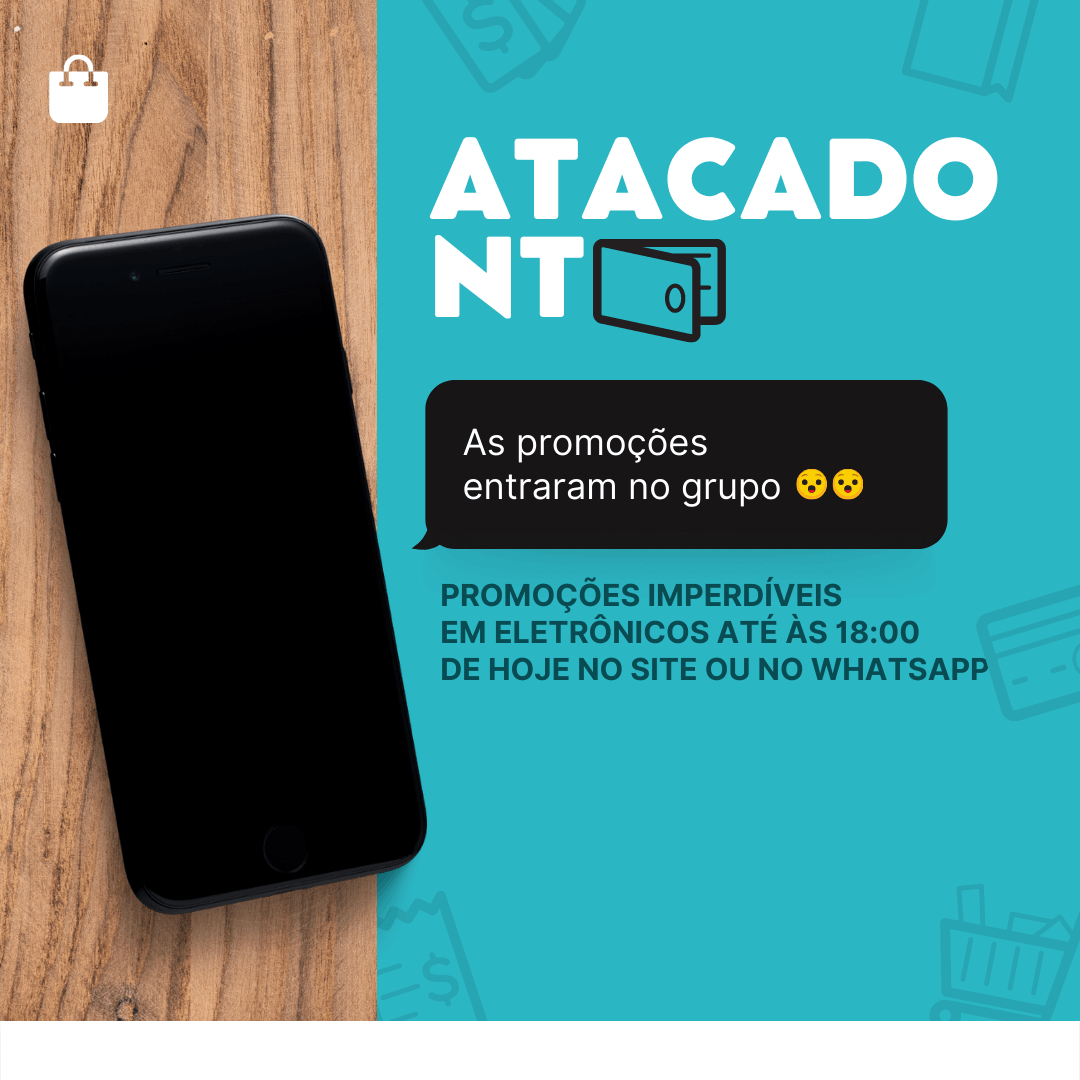 ATACADO
NT
As promoções
entraram no grupo 😯😯
PROMOÇÕES IMPERDÍVEIS
EM ELETRÔNICOS ATÉ ÀS 18:00
DE HOJE NO SITE OU NO WHATSAPP
$
$